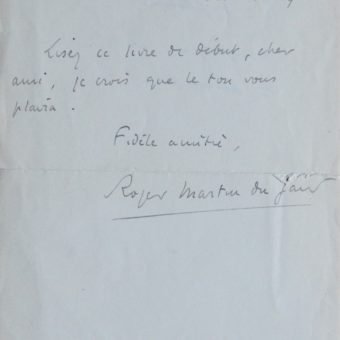 Lisez ce livre de début, cher
ami, je crois que le ton vous
plaira.
Fidèle amitié,
Roger Martin du Gard